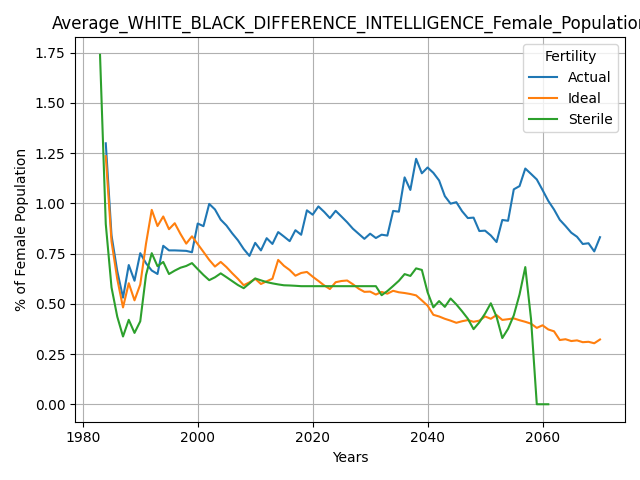 Average_WHITE_BLACK_DIFFERENCE_INTELLIGENCE_Female_Population
% of Female Population
1.75
1.50
1.25
1.00
0.75
0.50
0.25
0.00
Fertility
Actual
Ideal
Sterile
1980
2000
2020
2040
2060
Years